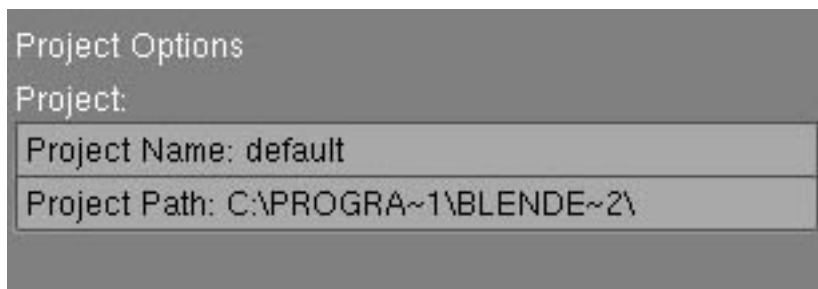 Project Options
Project:
Project Name: default
Project Path: C:\PROGRA~1\BLENDE~2\